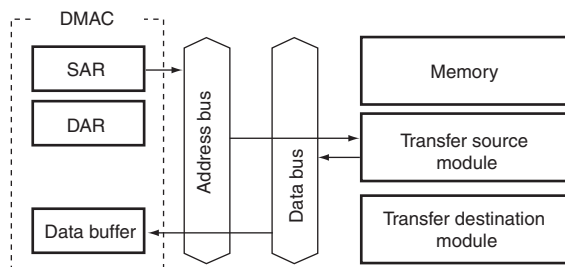 DMAC
SAR
DAR
Data buffer
Address bus
Data bus
Memory
Transfer source
module
Transfer destination
module